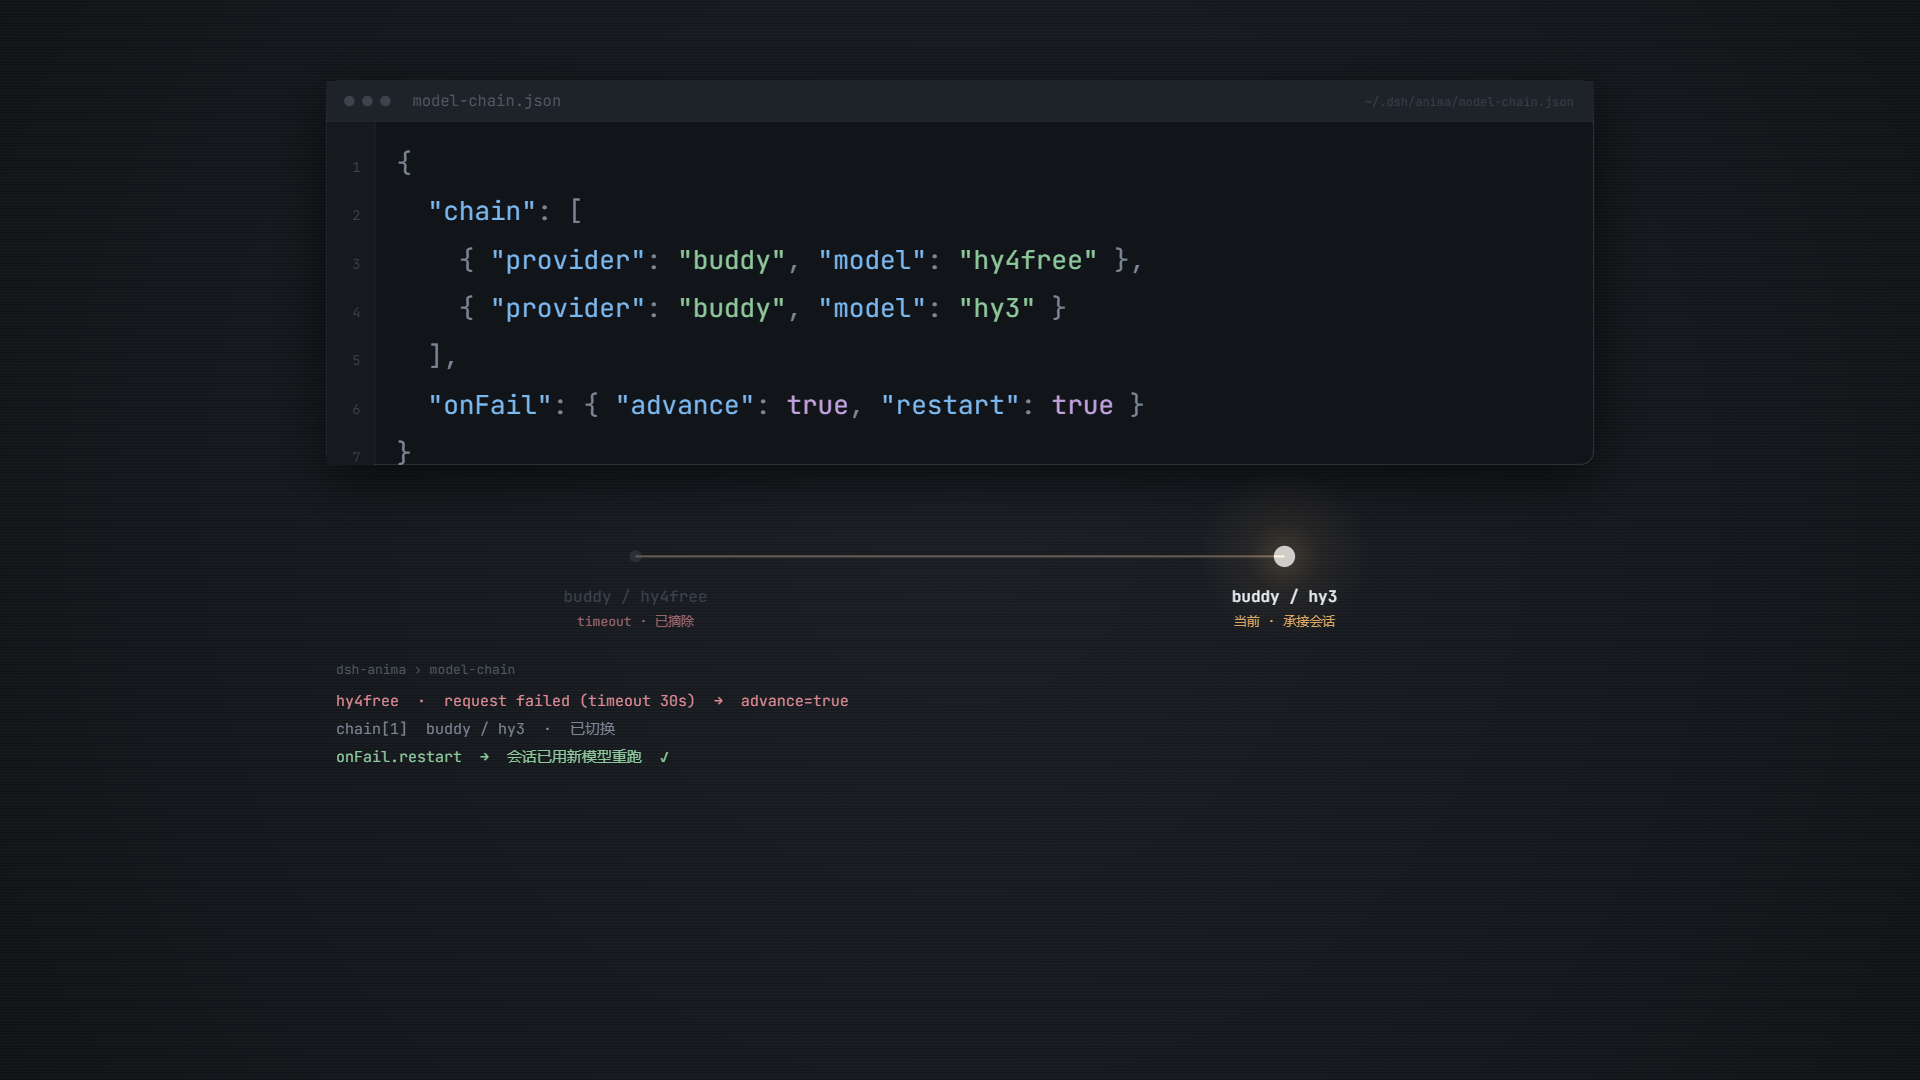 model-chain.json
~/.dsh/anima/model-chain.json
1 {
2 "chain": [
3 { "provider": "buddy", "model": "hy4free" },
4 { "provider": "buddy", "model": "hy3" }
5 ],
6 "onFail": { "advance": true, "restart": true }
7 }
buddy / hy4free
timeout · 已摘除
buddy / hy3
当前 · 承接会话
dsh-anima › model-chain
hy4free · request failed (timeout 30s) → advance=true
chain[1] buddy / hy3 · 已切换
onFail.restart → 会话已用新模型重跑 ✓